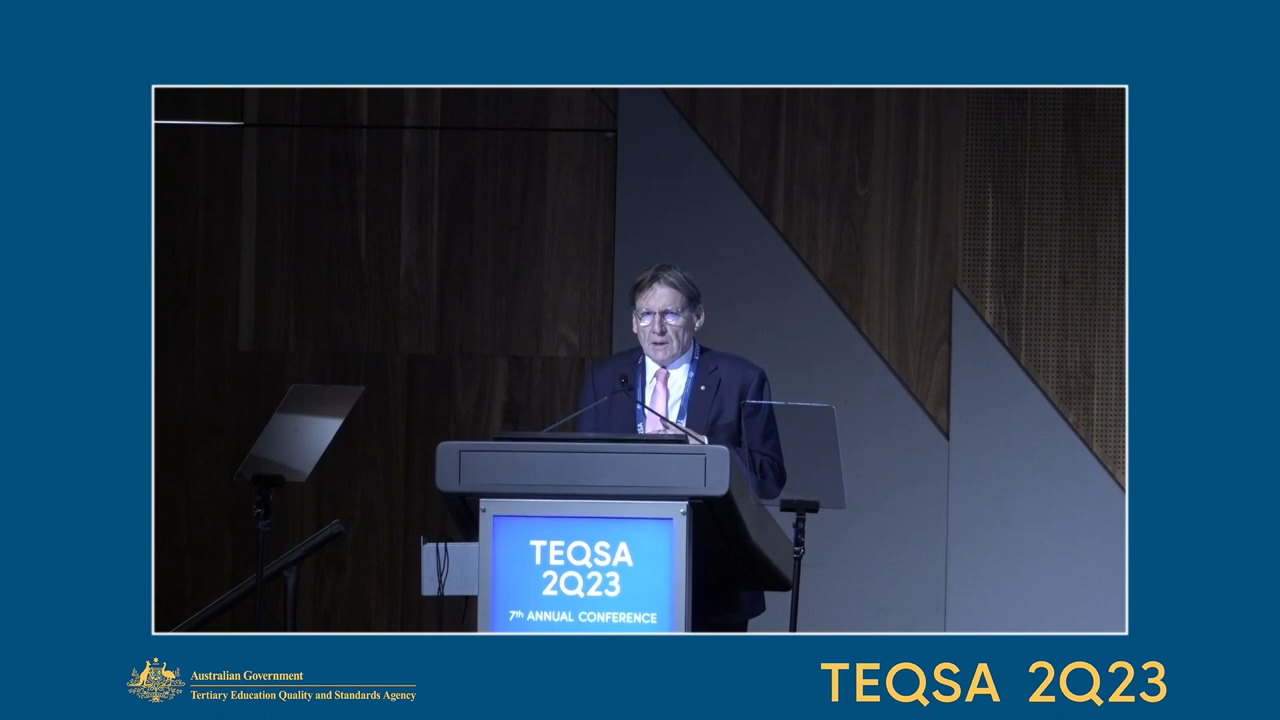 TEQSA
2Q23
7th ANNUAL CONFERENCE
Australian Government
Tertiary Education Quality and Standards Agency
TEQSA 2Q23